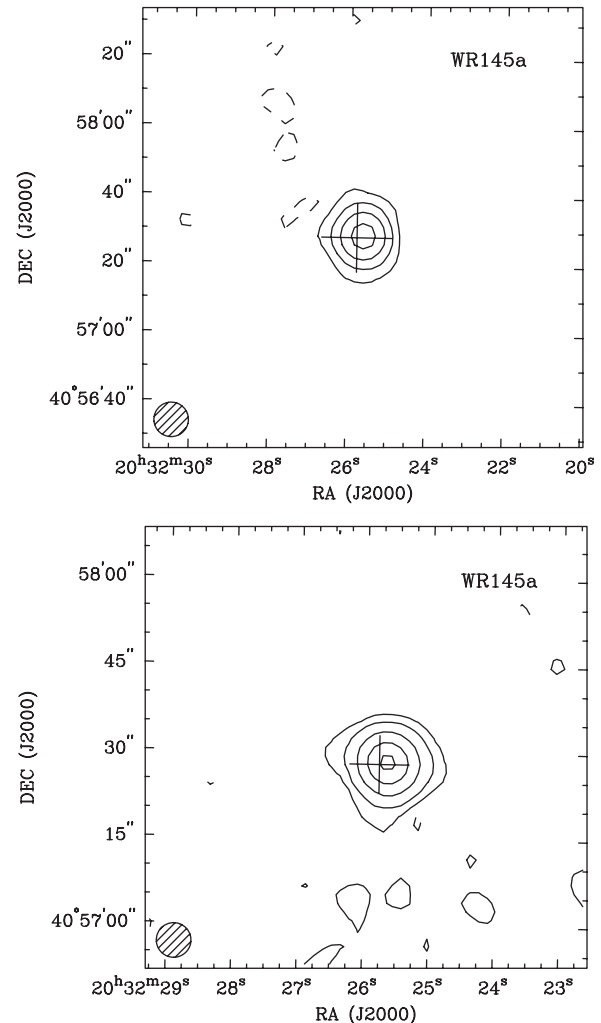 WR145a
20"
58'00"
40"
20"
57'00"
40°56'40"
DEC (J2000)
20ʰ32ᵐ30ˢ 28ˢ 26ˢ 24ˢ 22ˢ 20ˢ
RA (J2000)
WR145a
58'00"
45"
30"
15"
40°57'00"
DEC (J2000)
20ʰ32ᵐ29ˢ 28ˢ 27ˢ 26ˢ 25ˢ 24ˢ 23ˢ
RA (J2000)